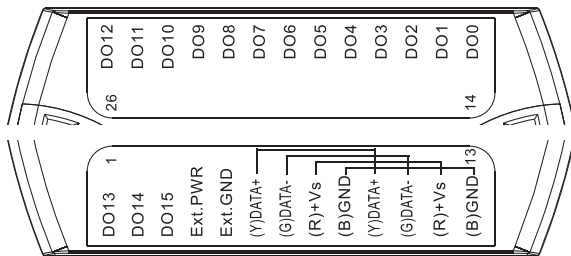 DO12 DO11 DO10 DO9 DO8 DO7 DO6 DO5 DO4 DO3 DO2 DO1 DO0
26 14
1 13
DO13 DO14 DO15 Ext.PWR Ext.GND (Y)DATA+ (G)DATA- (R)+Vs (B)GND (Y)DATA+ (G)DATA- (R)+Vs (B)GND